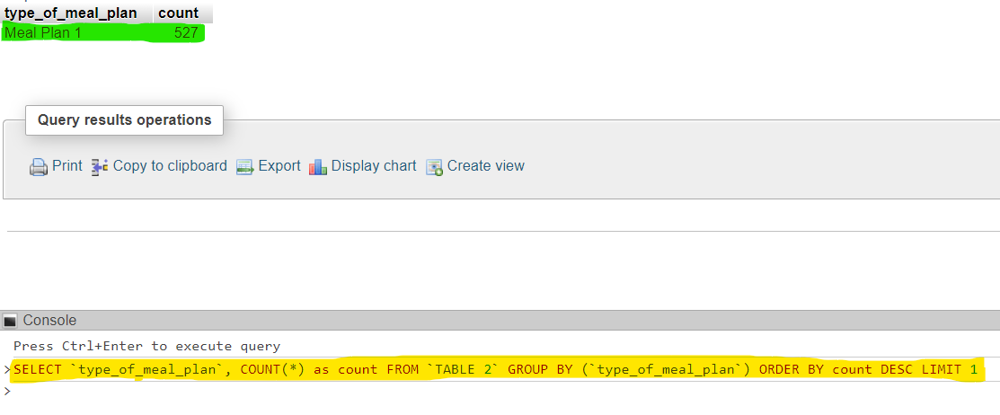 type_of_meal_plan count
Meal Plan 1 527
Query results operations
Print Copy to clipboard Export Display chart Create view
Console
Press Ctrl+Enter to execute query
>SELECT `type_of_meal_plan`, COUNT(*) as count FROM `TABLE 2` GROUP BY (`type_of_meal_plan`) ORDER BY count DESC LIMIT 1
>